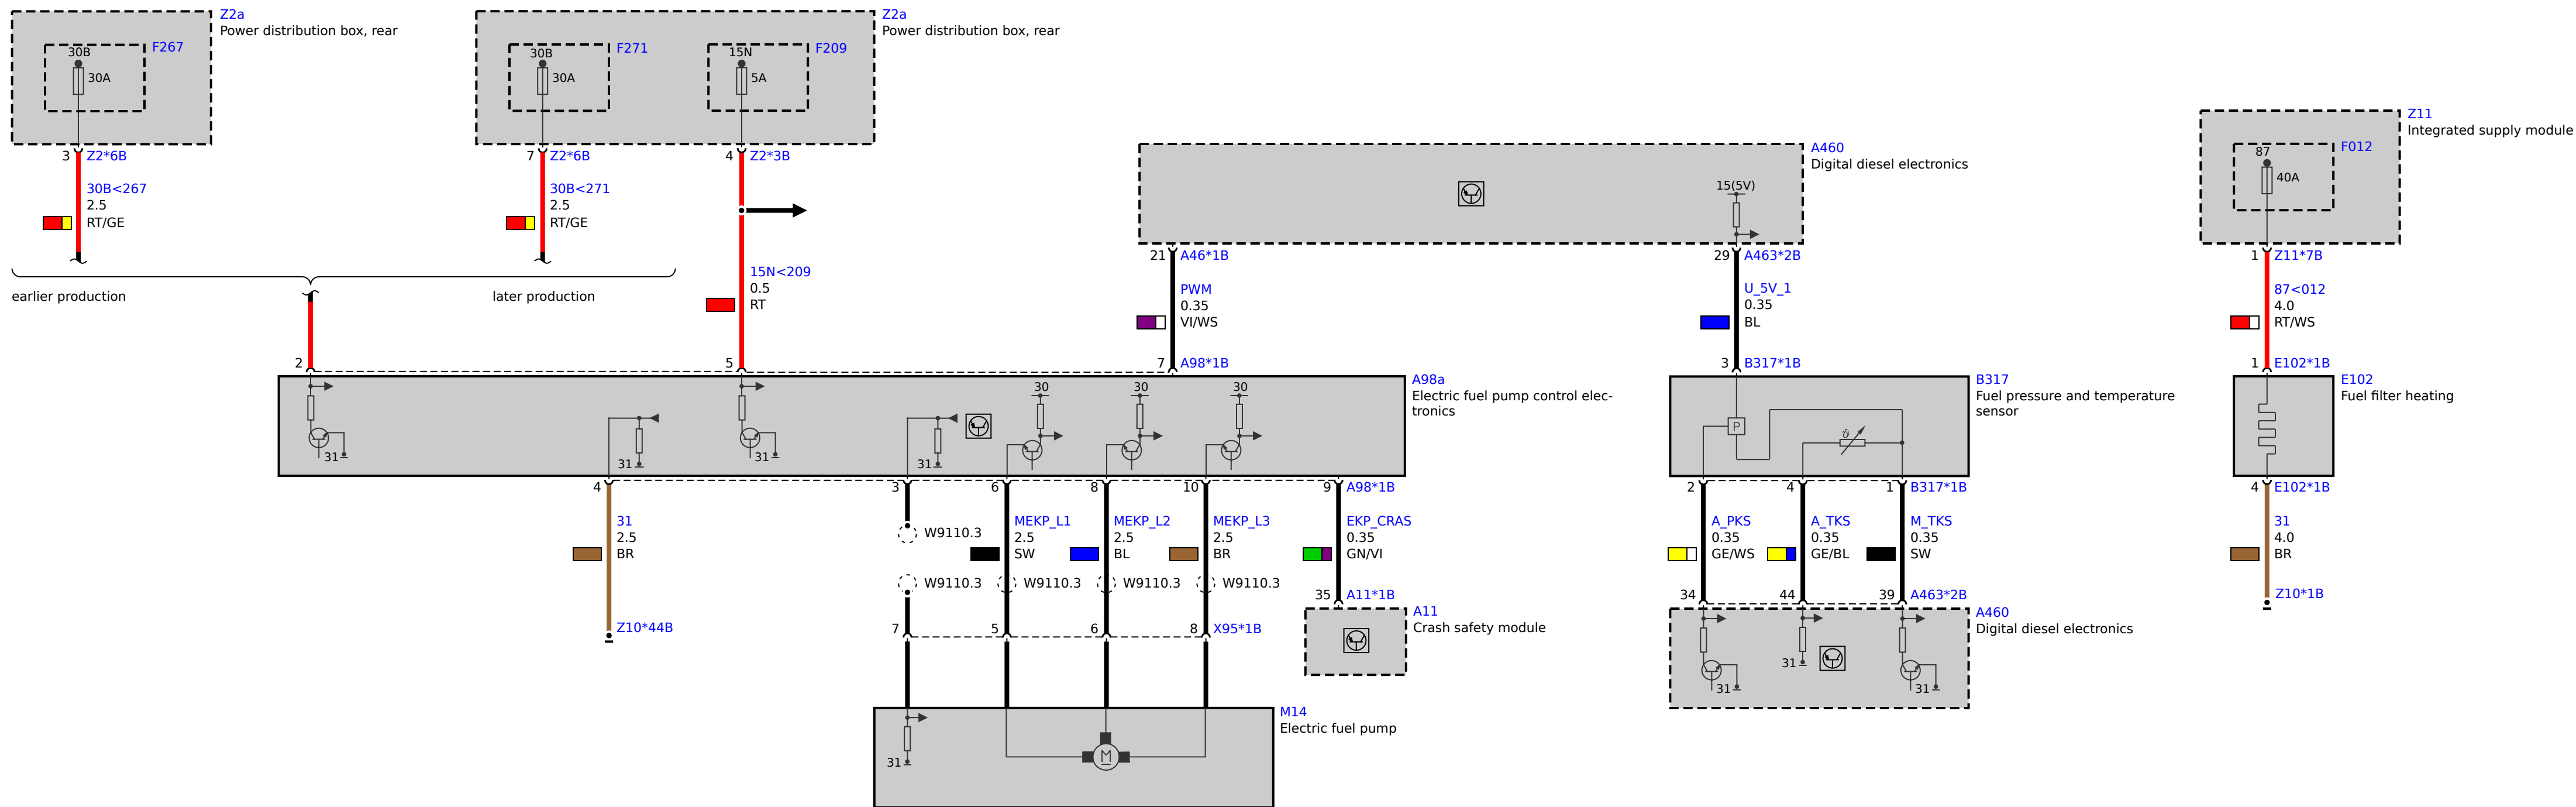 Z2a
Power distribution box, rear
F267
30B
30A
Z2a
Power distribution box, rear
F271
30B
30A
F209
15N
5A
3 Z2*6B
30B<267
2.5
RT/GE
7 Z2*6B
30B<271
2.5
RT/GE
4 Z2*3B
15N<209
0.5
RT
earlier production
later production
A460
Digital diesel electronics
15(5V)
21 A46*1B
PWM
0.35
VI/WS
29 A463*2B
U_5V_1
0.35
BL
Z11
Integrated supply module
F012
87
40A
1 Z11*7B
87<012
4.0
RT/WS
2
5
7 A98*1B
3 B317*1B
1 E102*1B
A98a
Electric fuel pump control elec-
tronics
30
30
30
31
31
31
31
B317
Fuel pressure and temperature
sensor
P
ϑ
E102
Fuel filter heating
4
3
6
8
10
9 A98*1B
2
4
1 B317*1B
4 E102*1B
31
2.5
BR
W9110.3
MEKP_L1
2.5
SW
MEKP_L2
2.5
BL
MEKP_L3
2.5
BR
EKP_CRAS
0.35
GN/VI
A_PKS
0.35
GE/WS
A_TKS
0.35
GE/BL
M_TKS
0.35
SW
31
4.0
BR
W9110.3
W9110.3
W9110.3
W9110.3
35 A11*1B
34
44
39 A463*2B
Z10*1B
Z10*44B
7
5
6
8 X95*1B
A11
Crash safety module
A460
Digital diesel electronics
31
31
31
M14
Electric fuel pump
31
M